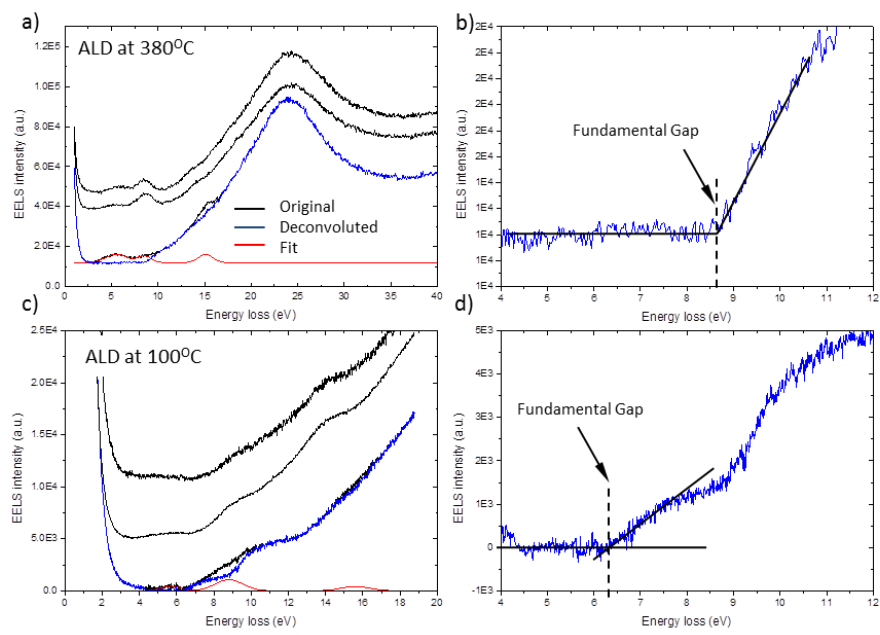 a)
ALD at 380⁰C
1.2E5
1.0E5
8.0E4
6.0E4
4.0E4
2.0E4
0.0
EELS intensity (a.u.)
Original
Deconvoluted
Fit
0 5 10 15 20 25 30 35 40
Energy loss (eV)
b)
2E4
2E4
2E4
2E4
1E4
1E4
1E4
EELS intensity (a.u.)
Fundamental Gap
4 5 6 7 8 9 10 11 12
Energy loss (eV)
c)
ALD at 100⁰C
2.5E4
2.0E4
1.5E4
1.0E4
5.0E3
0.0
EELS intensity (a.u.)
0 2 4 6 8 10 12 14 16 18 20
Energy loss (eV)
d)
5E3
4E3
3E3
2E3
1E3
0
-1E3
EELS intensity (a.u.)
Fundamental Gap
4 5 6 7 8 9 10 11 12
Energy loss (eV)